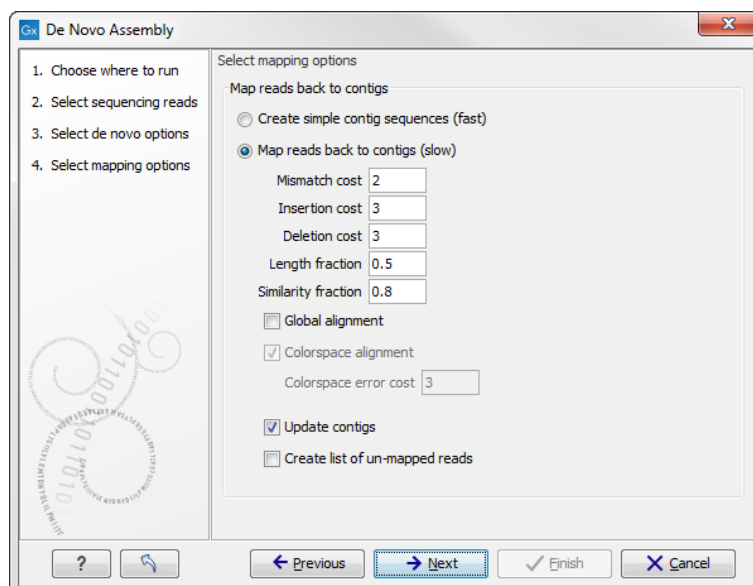 Gx De Novo Assembly
1. Choose where to run
2. Select sequencing reads
3. Select de novo options
4. Select mapping options
Select mapping options
Map reads back to contigs
Create simple contig sequences (fast)
Map reads back to contigs (slow)
Mismatch cost 2
Insertion cost 3
Deletion cost 3
Length fraction 0.5
Similarity fraction 0.8
Global alignment
Colorspace alignment
Colorspace error cost 3
Update contigs
Create list of un-mapped reads
? Previous Next Finish Cancel